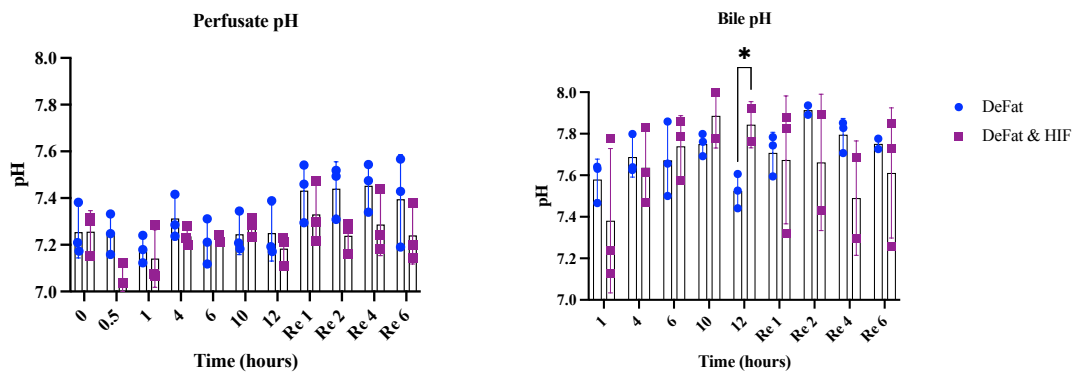 Perfusate pH
pH
8.0
7.8
7.6
7.4
7.2
7.0
0
0.5
1
4
6
10
12
Re 1
Re 2
Re 4
Re 6
Time (hours)
Bile pH
*
pH
8.0
7.8
7.6
7.4
7.2
7.0
1
4
6
10
12
Re 1
Re 2
Re 4
Re 6
Time (hours)
DeFat
DeFat & HIF